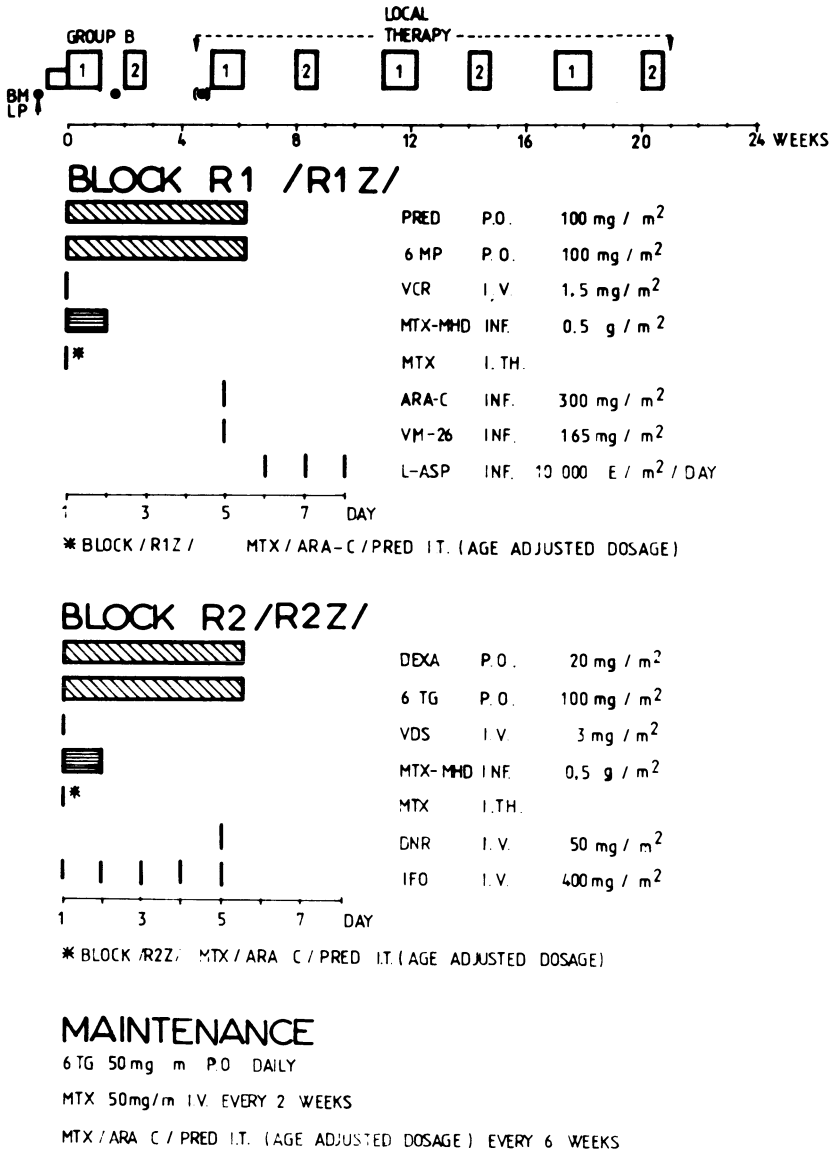 LOCAL
GROUP B THERAPY
1 2 1 2 1 2 1 2
BM
LP
0 4 8 12 16 20 24 WEEKS
BLOCK R1 /R1Z/
PRED P.O. 100 mg / m²
6 MP P.O. 100 mg / m²
VCR I.V. 1.5 mg / m²
MTX-MHD INF. 0.5 g / m²
* MTX I.TH.
ARA-C INF. 300 mg / m²
VM-26 INF. 165 mg / m²
L-ASP INF. 10 000 E / m² / DAY
1 3 5 7 DAY
* BLOCK /R1Z/ MTX / ARA-C / PRED I.T. (AGE ADJUSTED DOSAGE)
BLOCK R2 /R2Z/
DEXA P.O. 20 mg / m²
6 TG P.O. 100 mg / m²
VDS I.V. 3 mg / m²
MTX-MHD INF. 0.5 g / m²
* MTX I.TH.
DNR I.V. 50 mg / m²
IFO I.V. 400 mg / m²
1 3 5 7 DAY
* BLOCK /R2Z/ MTX / ARA C / PRED I.T. (AGE ADJUSTED DOSAGE)
MAINTENANCE
6 TG 50 mg m P.O DAILY
MTX 50 mg/m I.V. EVERY 2 WEEKS
MTX / ARA C / PRED I.T. (AGE ADJUSTED DOSAGE) EVERY 6 WEEKS